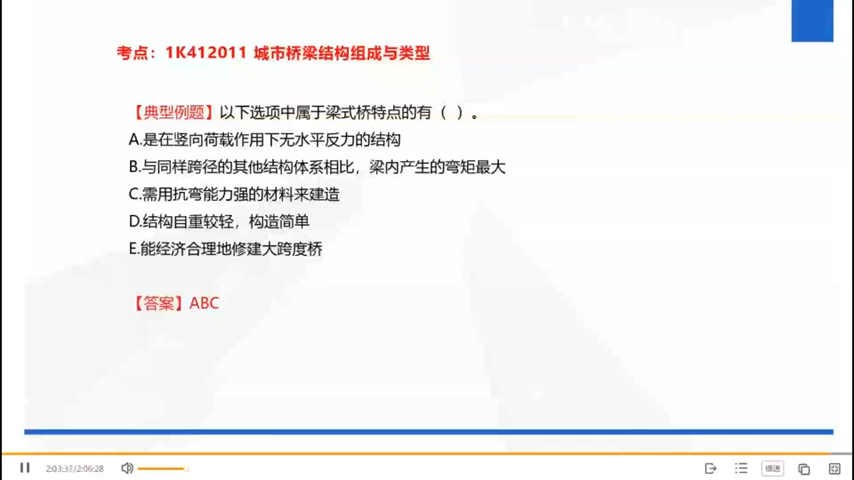 考点：1K412011 城市桥梁结构组成与类型
【典型例题】以下选项中属于梁式桥特点的有（ ）。
A.是在竖向荷载作用下无水平反力的结构
B.与同样跨径的其他结构体系相比，梁内产生的弯矩最大
C.需用抗弯能力强的材料来建造
D.结构自重较轻，构造简单
E.能经济合理地修建大跨度桥
【答案】ABC
2:03:37/2:06:28